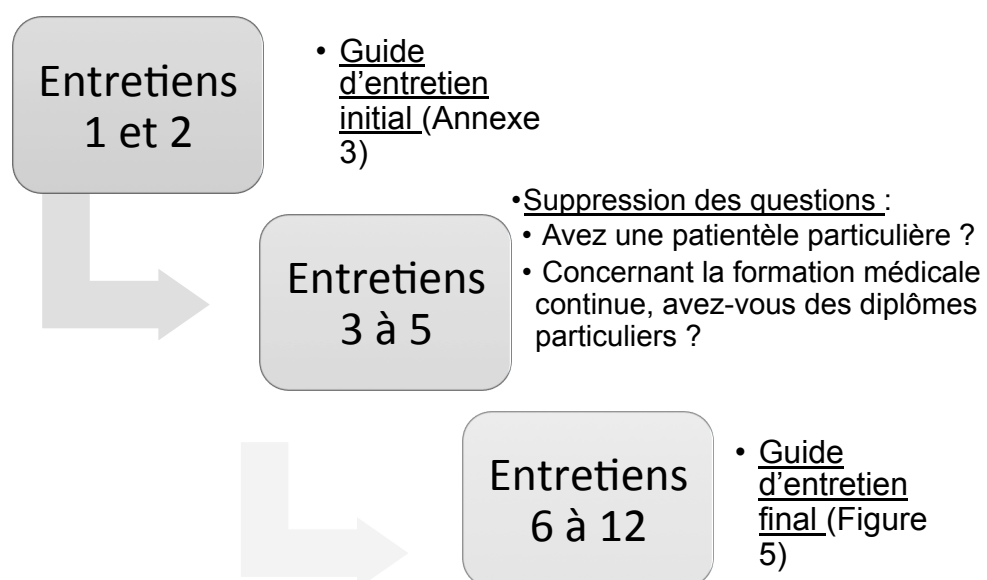 Entretiens
1 et 2
• Guide
d’entretien
initial (Annexe
3)
Entretiens
3 à 5
•Suppression des questions :
• Avez une patientèle particulière ?
• Concernant la formation médicale
continue, avez-vous des diplômes
particuliers ?
Entretiens
6 à 12
• Guide
d’entretien
final (Figure
5)